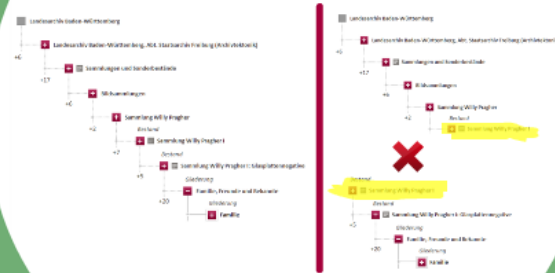 Landesarchiv Baden-Württemberg
+6
Landesarchiv Baden-Württemberg, Abt. Staatsarchiv Freiburg (Archivtektonik)
+17
Sammlungen und Sonderbestände
+6
Bildsammlungen
+2
Sammlung Willy Pragher
Bestand
+7
Sammlung Willy Pragher I
Bestand
+5
Sammlung Willy Pragher I: Glasplattennegative
Gliederung
+20
Familie, Freunde und Bekannte
Gliederung
Familie
Landesarchiv Baden-Württemberg
+5
Landesarchiv Baden-Württemberg, Abt. Staatsarchiv Freiburg (Archivtektonik
+17
Sammlungen und Sonderbestände
+6
Bildsammlungen
+2
Sammlung Willy Pragher
Bestand
Sammlung Willy Pragher I
Bestand
Sammlung Willy Pragher I
Bestand
+5
Sammlung Willy Pragher I: Glasplattennegative
Gliederung
+20
Familie, Freunde und Bekannte
Gliederung
Familie